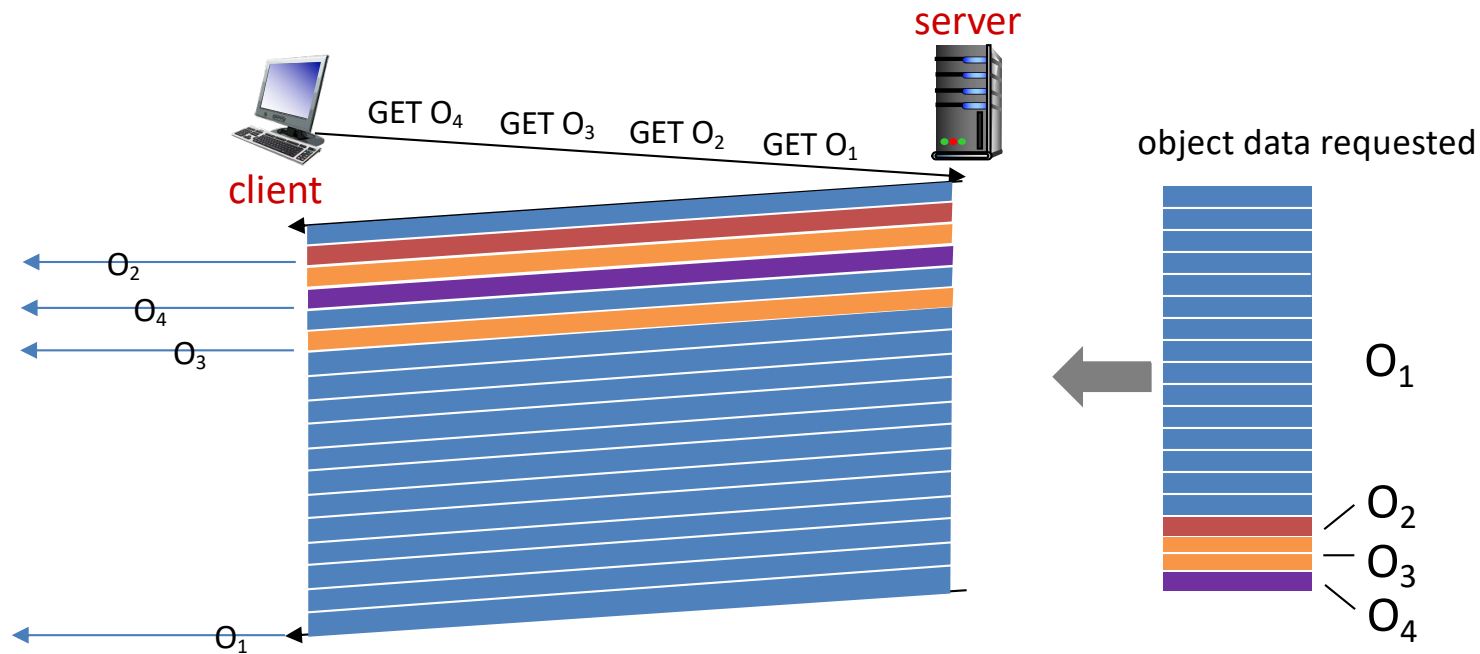 server
GET O₄
GET O₃
GET O₂
GET O₁
object data requested
client
O₂
O₄
O₃
O₁
O₂
O₃
O₄
O₁